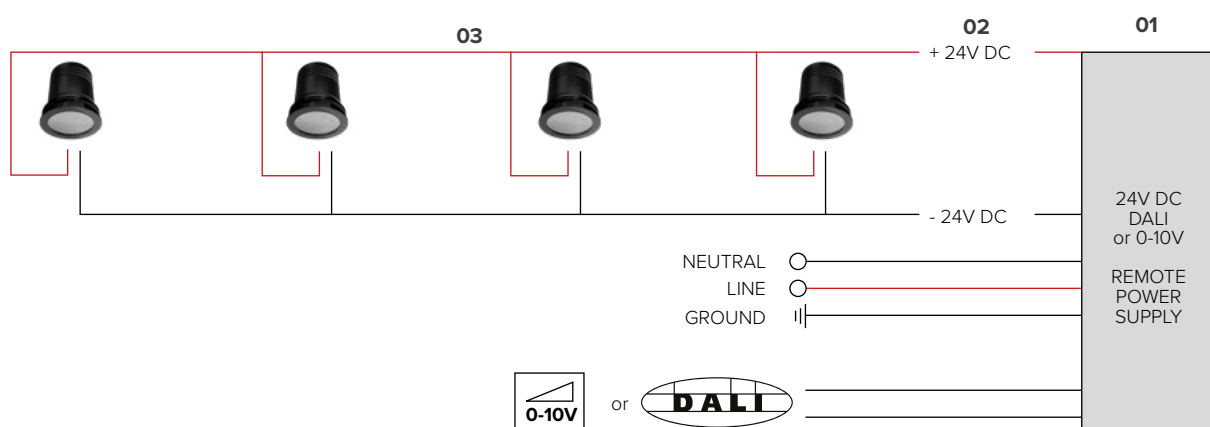 03
02
01
+ 24V DC
- 24V DC
24V DC
DALI
or 0-10V
REMOTE
POWER
SUPPLY
NEUTRAL
LINE
GROUND
0-10V
or
DALI